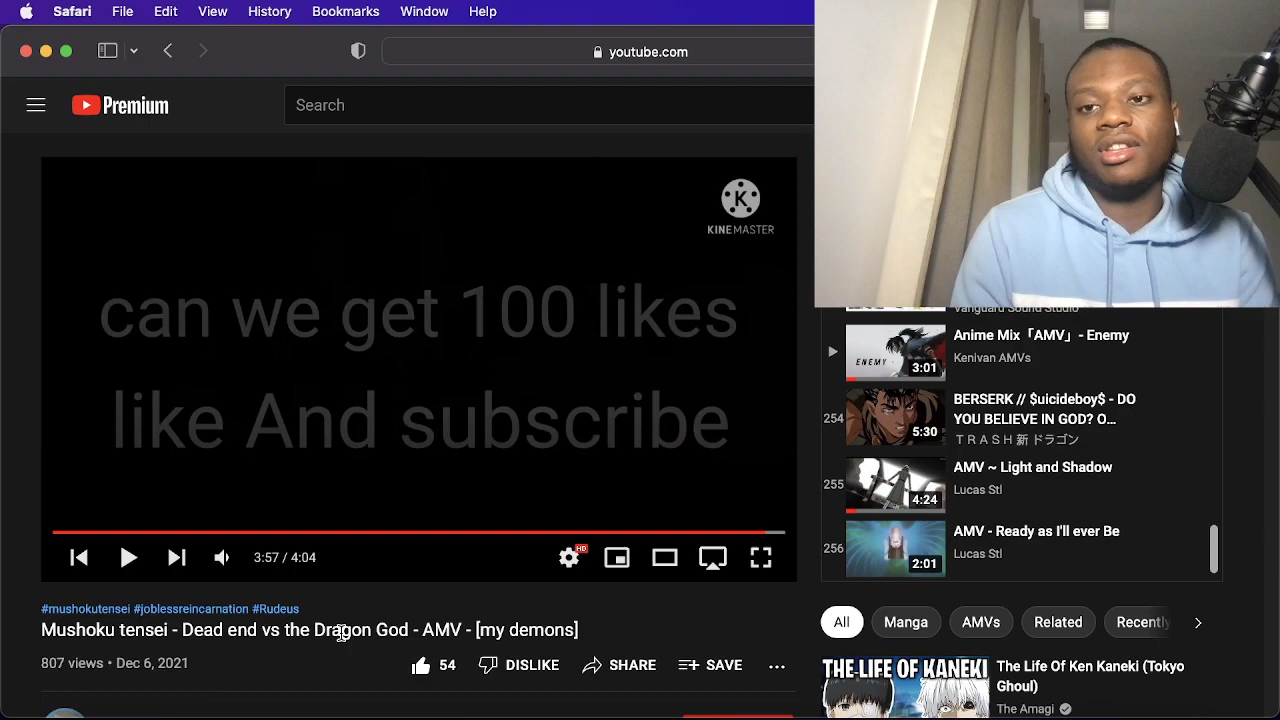 Safari File Edit View History Bookmarks Window Help
youtube.com
Premium
Search
K
KINEMASTER
can we get 100 likes
like And subscribe
3:57 / 4:04
HD
#mushokutensei #joblessreincarnation #Rudeus
Mushoku tensei - Dead end vs the Dragon God - AMV - [my demons]
807 views • Dec 6, 2021
54 DISLIKE SHARE SAVE
Vanguard Sound Studio
ENEMY
3:01
Anime Mix「AMV」- Enemy
Kenivan AMVs
254
5:30
BERSERK // $uicideboy$ - DO
YOU BELIEVE IN GOD? O...
T R A S H 新 ドラゴン
255
4:24
AMV ~ Light and Shadow
Lucas Stl
256
2:01
AMV - Ready as I'll ever Be
Lucas Stl
All Manga AMVs Related Recently
THE LIFE OF KANEKI
The Life Of Ken Kaneki (Tokyo
Ghoul)
The Amagi